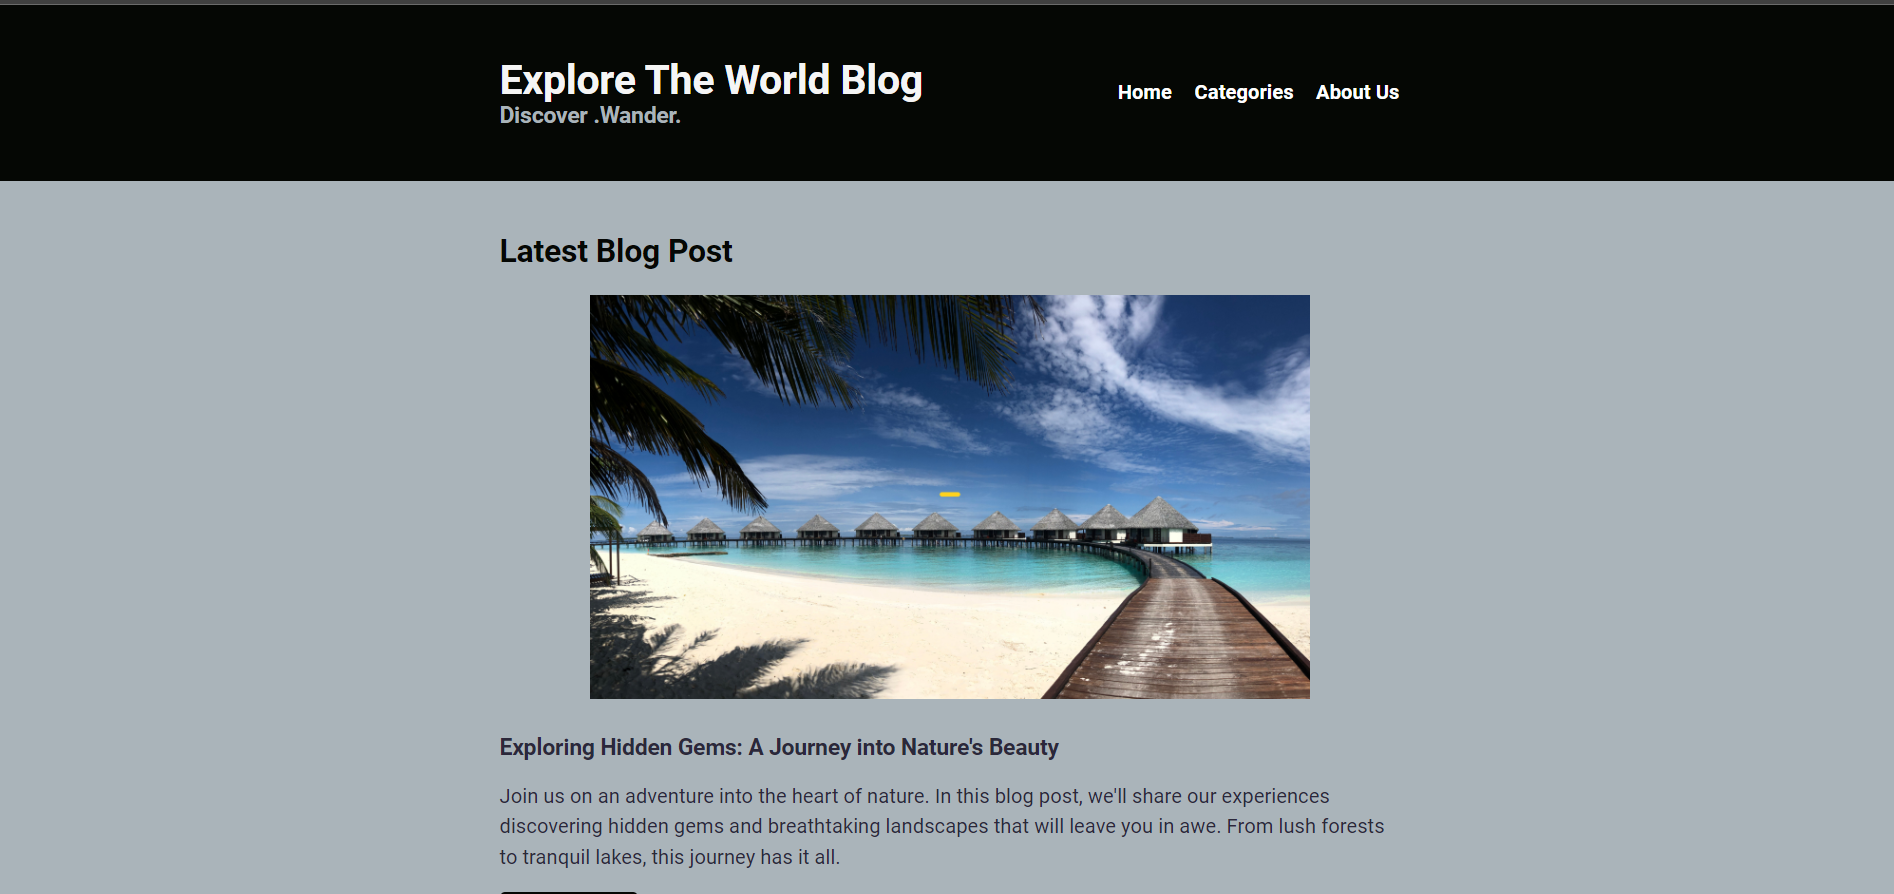 Explore The World Blog
Discover .Wander.
Home Categories About Us
Latest Blog Post
Exploring Hidden Gems: A Journey into Nature's Beauty
Join us on an adventure into the heart of nature. In this blog post, we'll share our experiences
discovering hidden gems and breathtaking landscapes that will leave you in awe. From lush forests
to tranquil lakes, this journey has it all.